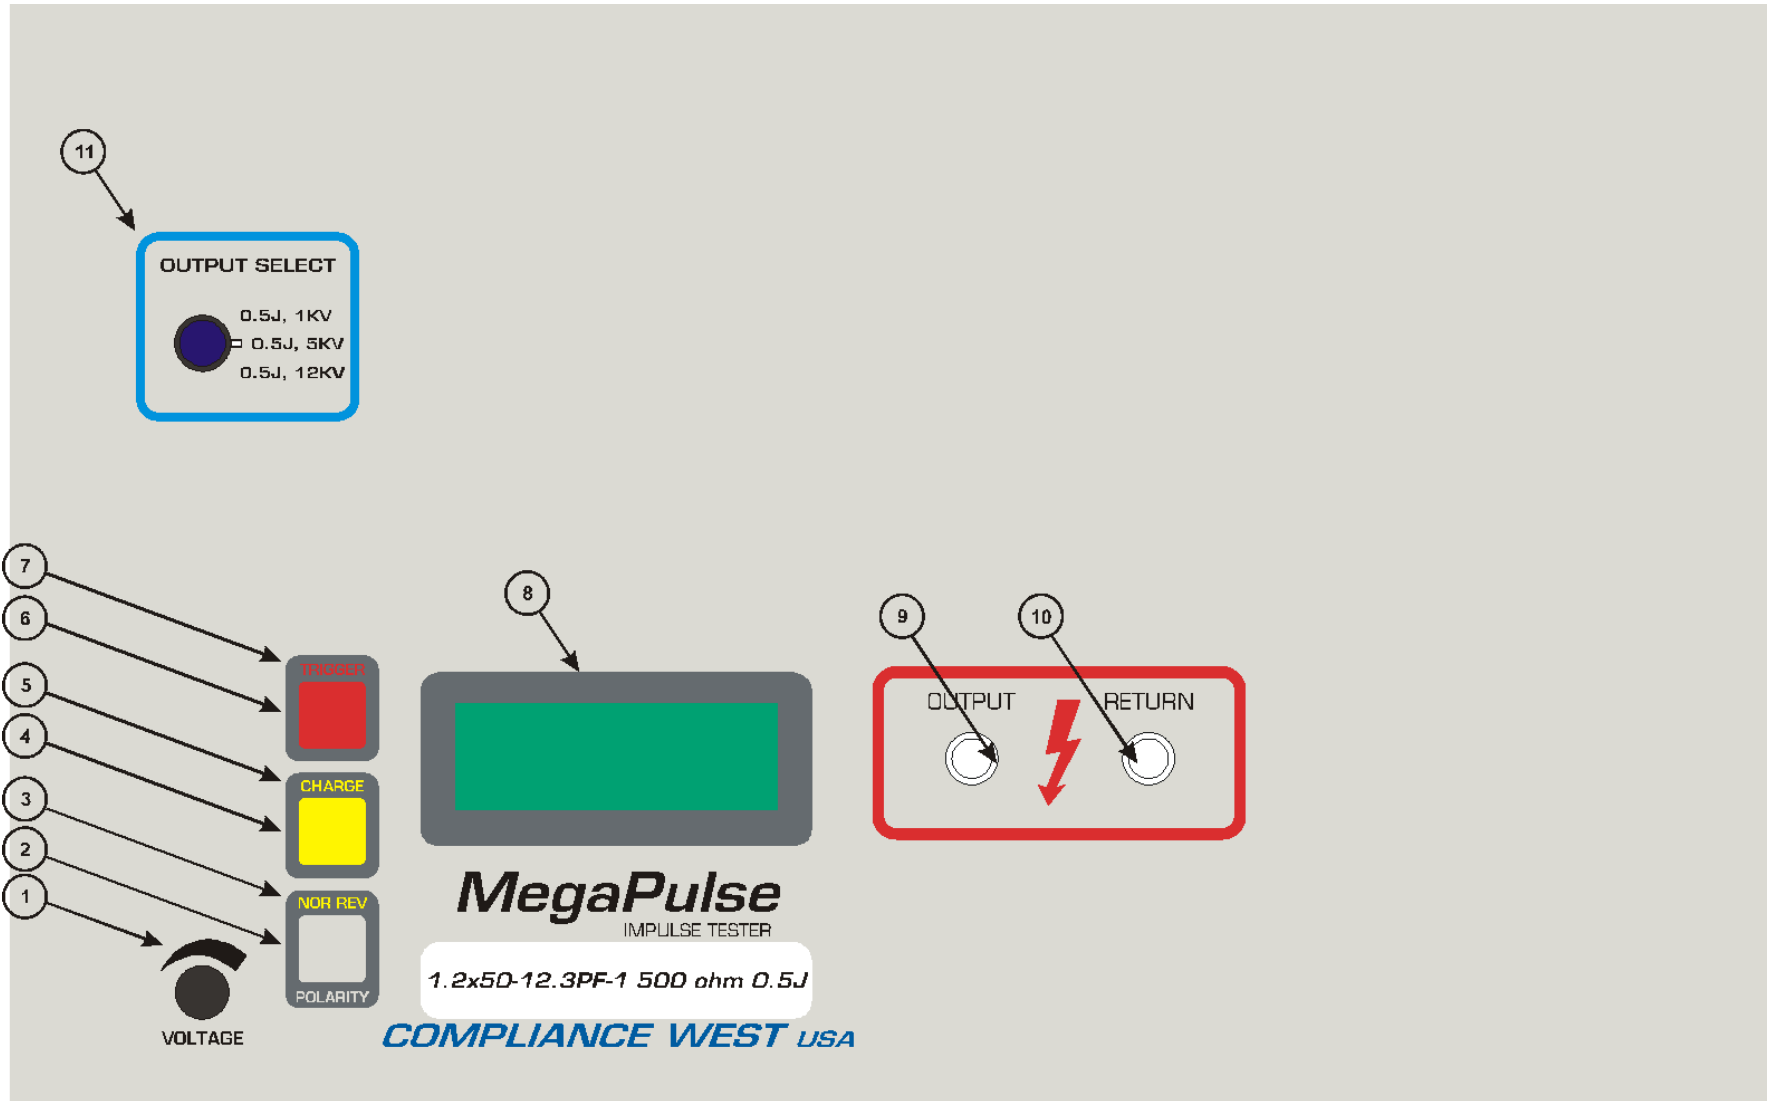 11
OUTPUT SELECT
0.5J, 1KV
0.5J, 5KV
0.5J, 12KV
7
6
5
4
3
2
1
8
9
10
TRIGGER
CHARGE
NOR REV
POLARITY
VOLTAGE
OUTPUT
RETURN
MegaPulse
IMPULSE TESTER
1.2x50-12.3PF-1 500 ohm 0.5J
COMPLIANCE WEST USA